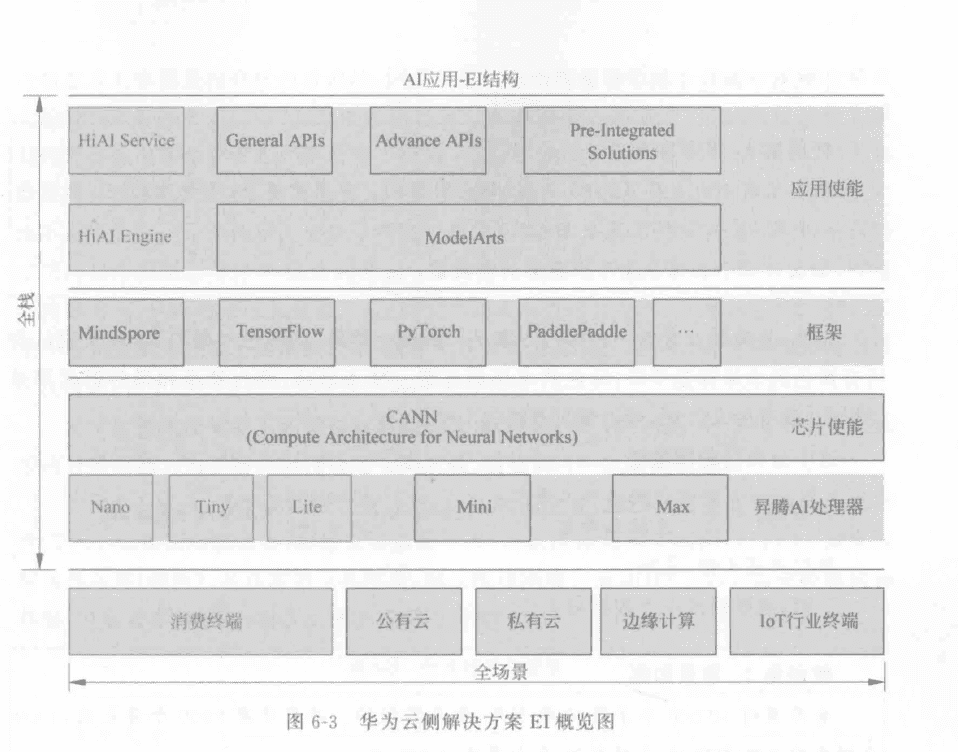 AI应用-EI结构
HiAI Service
General APIs
Advance APIs
Pre-Integrated
Solutions
应用使能
HiAI Engine
ModelArts
全栈
MindSpore
TensorFlow
PyTorch
PaddlePaddle
…
框架
CANN
(Compute Architecture for Neural Networks)
芯片使能
Nano
Tiny
Lite
Mini
Max
昇腾AI处理器
消费终端
公有云
私有云
边缘计算
IoT行业终端
全场景
图 6-3 华为云侧解决方案 EI 概览图